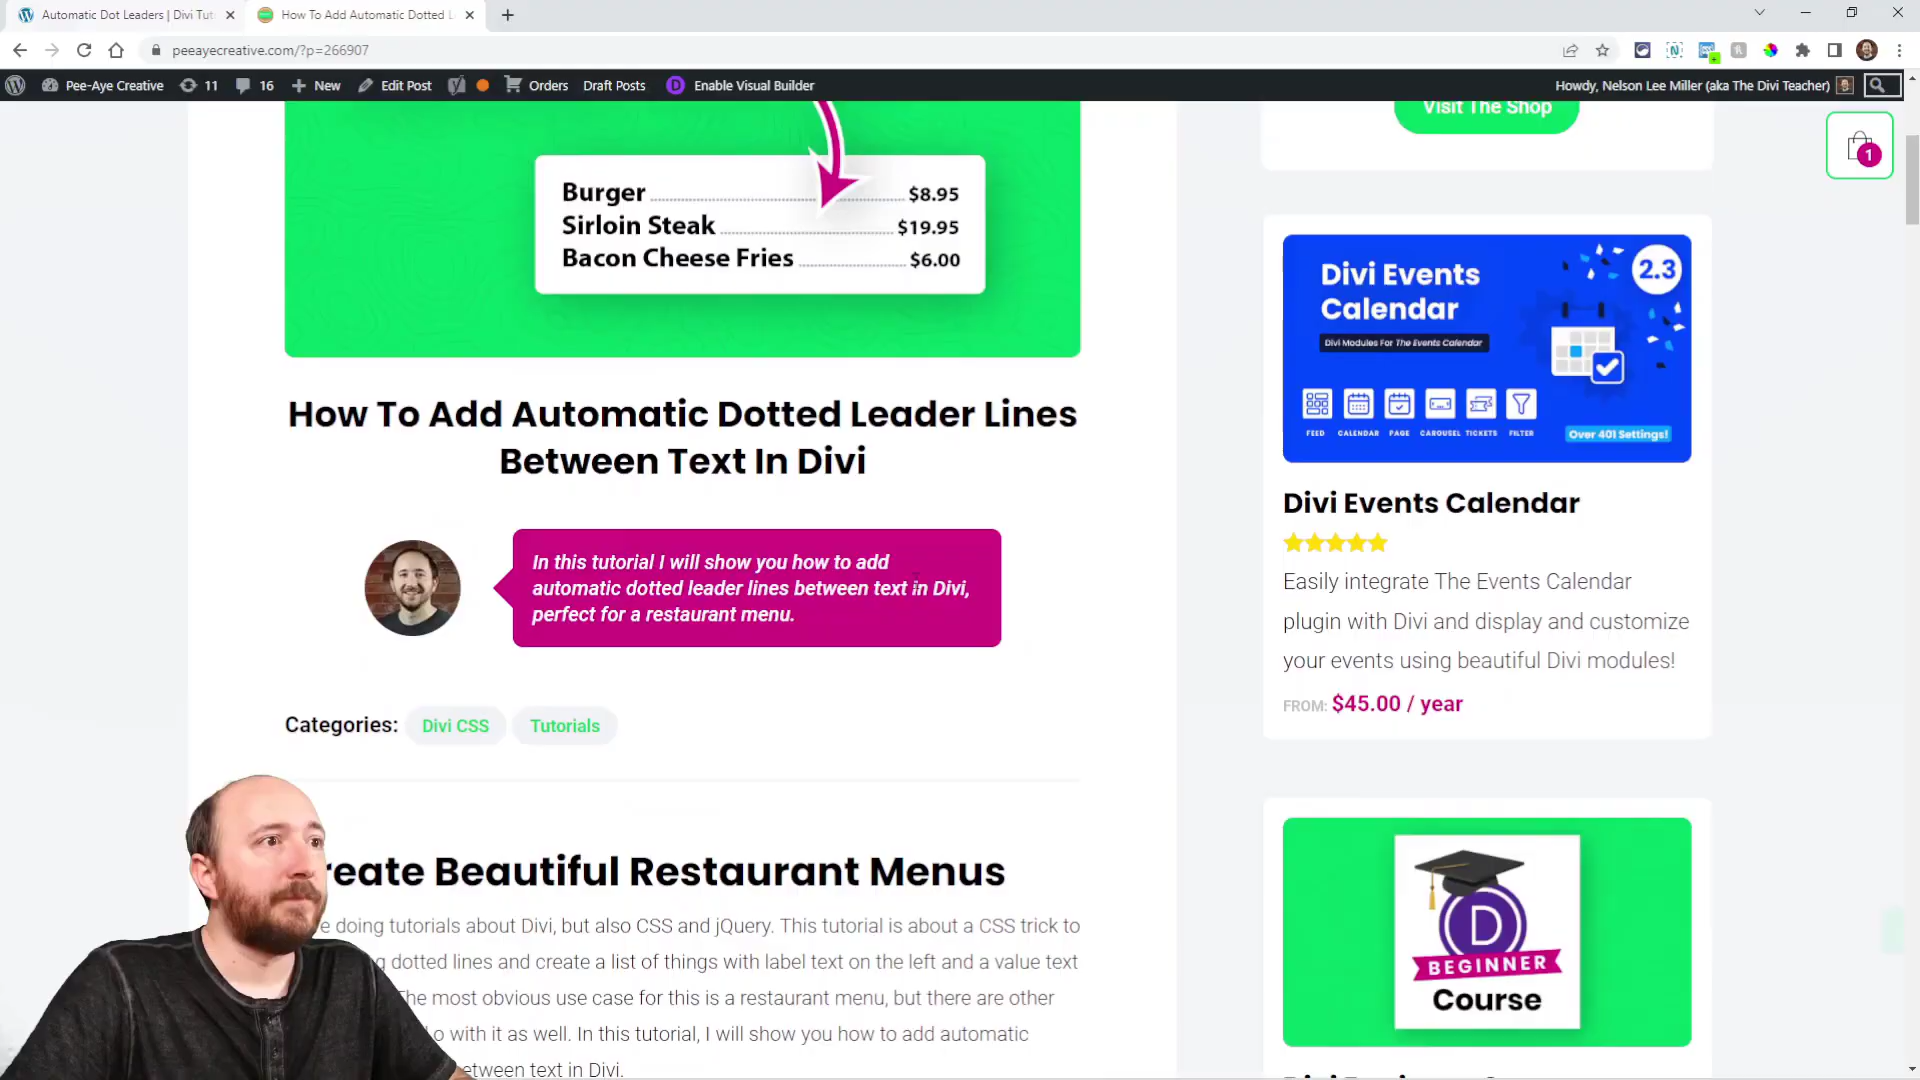 Automatic Dot Leaders | Divi Tut
How To Add Automatic Dotted L
peeayecreative.com/?p=266907
Pee-Aye Creative
11
16
New
Edit Post
Orders
Draft Posts
Enable Visual Builder
Howdy, Nelson Lee Miller (aka The Divi Teacher)
Burger $8.95
Sirloin Steak $19.95
Bacon Cheese Fries $6.00
How To Add Automatic Dotted Leader Lines
Between Text In Divi
In this tutorial I will show you how to add
automatic dotted leader lines between text in Divi,
perfect for a restaurant menu.
Categories: Divi CSS Tutorials
reate Beautiful Restaurant Menus
e doing tutorials about Divi, but also CSS and jQuery. This tutorial is about a CSS trick to
g dotted lines and create a list of things with label text on the left and a value text
The most obvious use case for this is a restaurant menu, but there are other
o with it as well. In this tutorial, I will show you how to add automatic
etween text in Divi.
Visit The Shop
1
Divi Events
Calendar
2.3
Divi Modules For The Events Calendar
FEED CALENDAR PAGE CAROUSEL TICKETS FILTER
Over 401 Settings!
Divi Events Calendar
Easily integrate The Events Calendar
plugin with Divi and display and customize
your events using beautiful Divi modules!
FROM: $45.00 / year
D
BEGINNER
Course